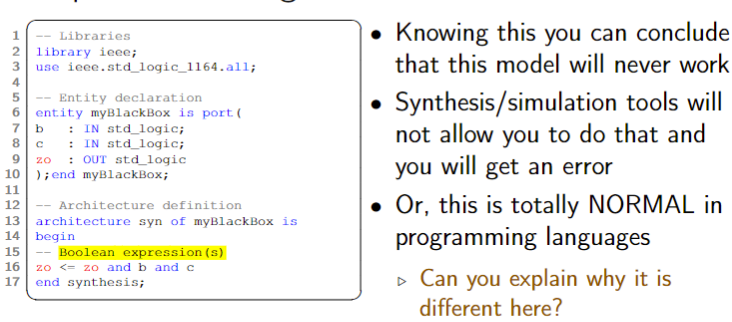 1 -- Libraries
2 library ieee;
3 use ieee.std_logic_1164.all;
4
5 -- Entity declaration
6 entity myBlackBox is port(
7 b : IN std_logic;
8 c : IN std_logic;
9 zo : OUT std_logic
10 );end myBlackBox;
11
12 -- Architecture definition
13 architecture syn of myBlackBox is
14 begin
15 -- Boolean expression(s)
16 zo <= zo and b and c
17 end synthesis;
• Knowing this you can conclude
that this model will never work
• Synthesis/simulation tools will
not allow you to do that and
you will get an error
• Or, this is totally NORMAL in
programming languages
▹ Can you explain why it is
different here?